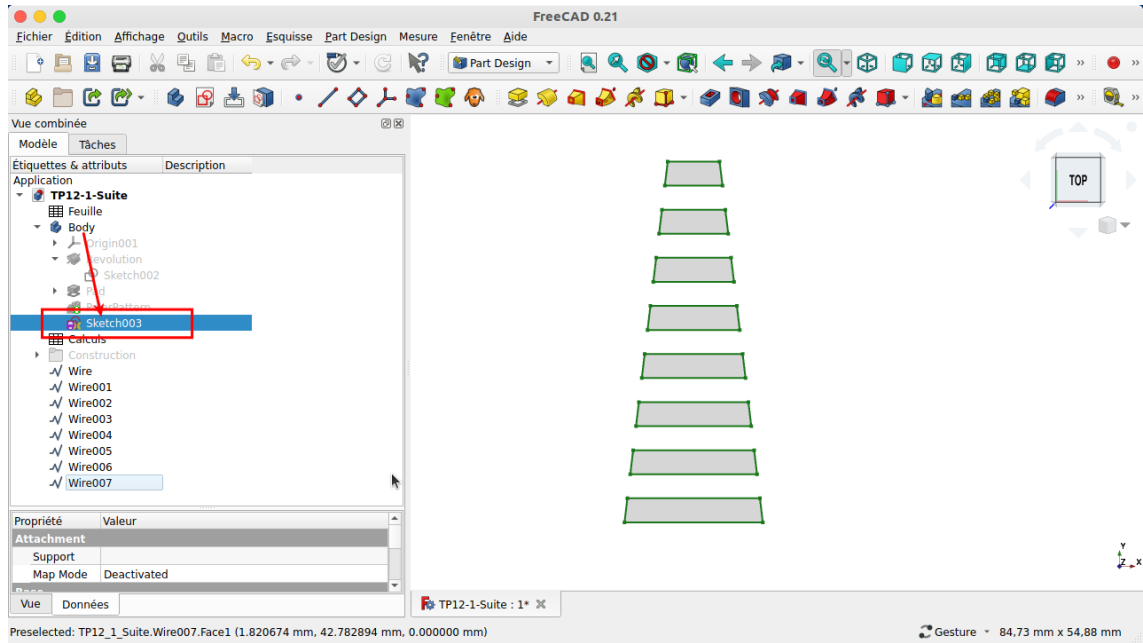 FreeCAD 0.21
Fichier Édition Affichage Outils Macro Esquisse Part Design Mesure Fenêtre Aide
Part Design
Vue combinée
Modèle Tâches
Étiquettes & attributs Description
Application
TP12-1-Suite
Feuille
Body
Origin001
Revolution
Sketch002
Pad
PolarPattern
Sketch003
Calculs
Construction
Wire
Wire001
Wire002
Wire003
Wire004
Wire005
Wire006
Wire007
Propriété Valeur
Attachment
Support
Map Mode Deactivated
Base
Vue Données
TOP
Y
Z X
TP12-1-Suite : 1*
Preselected: TP12_1_Suite.Wire007.Face1 (1.820674 mm, 42.782894 mm, 0.000000 mm)
Gesture 84,73 mm x 54,88 mm